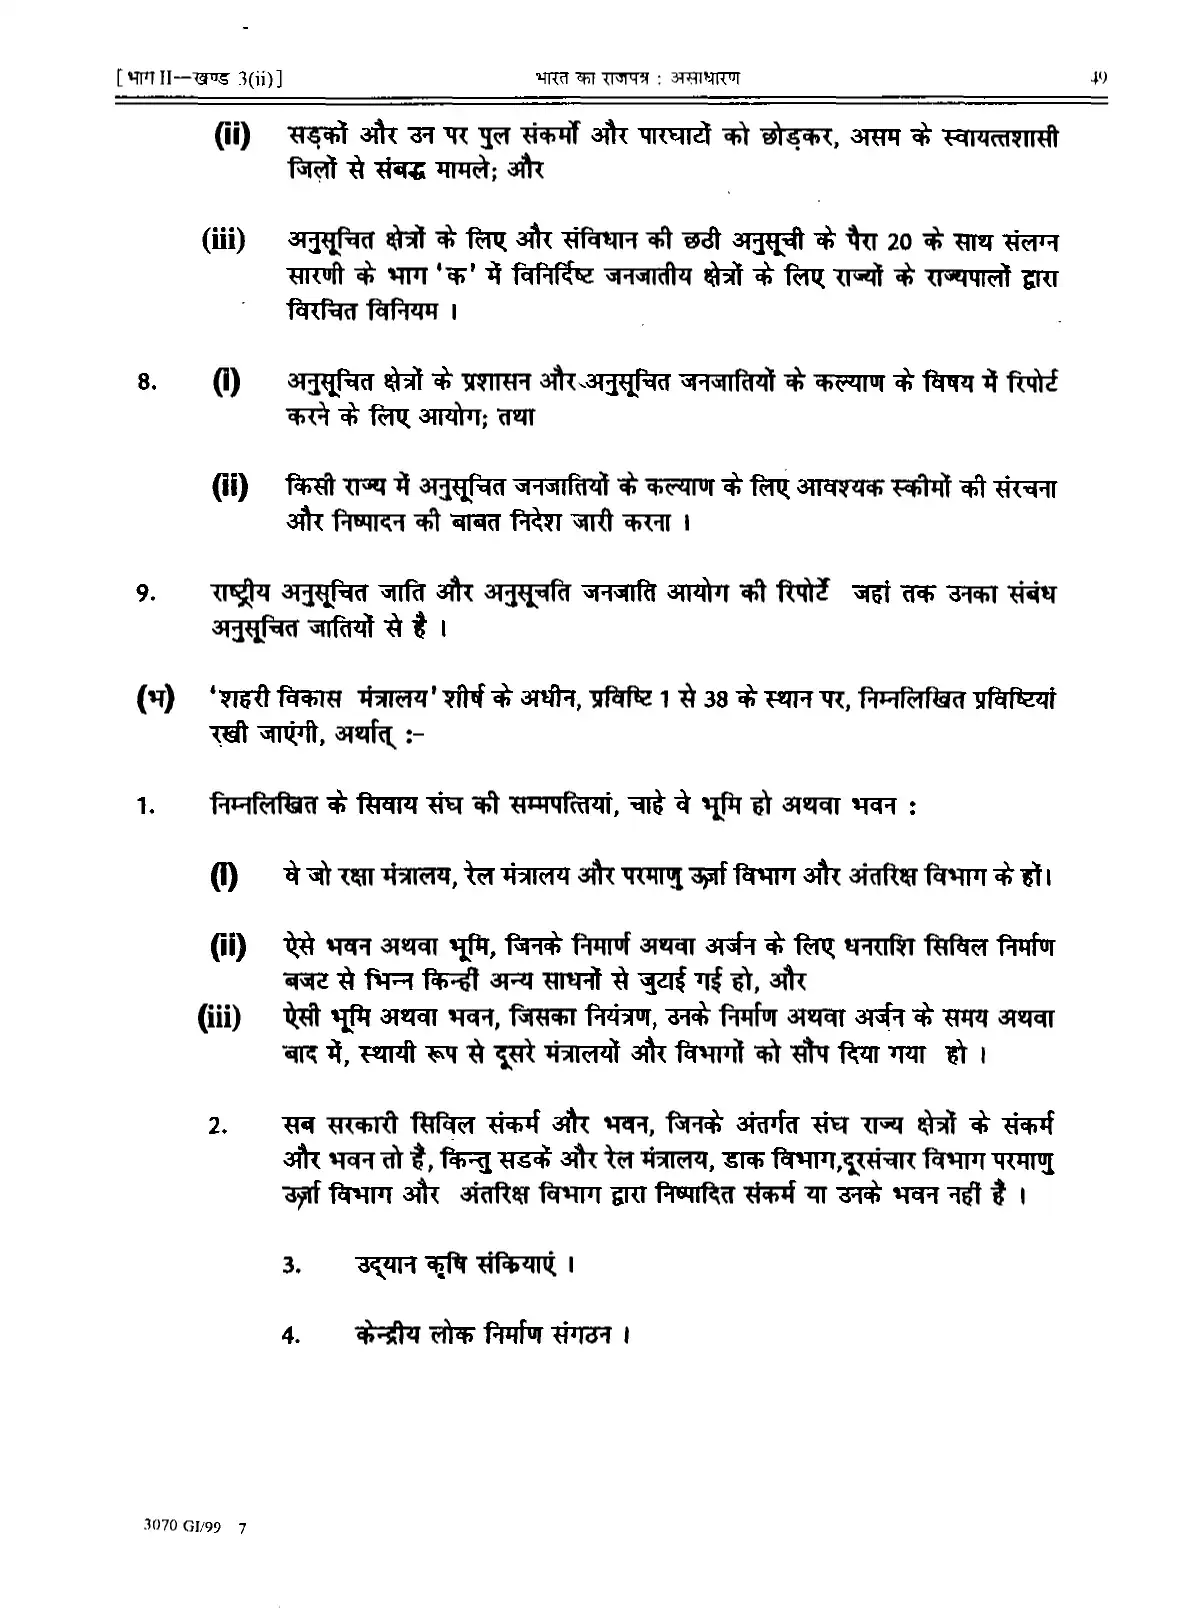 [ भाग II—खण्ड 3(ii) ] भारत का राजपत्र : असाधारण 49
(ii) सड़कों और उन पर पुल संकर्मो और पारघाटों को छोड़कर, असम के स्वायत्तशासी
जिलों से संबद्ध मामले; और
(iii) अनुसूचित क्षेत्रों के लिए और संविधान की छठी अनुसूची के पैरा 20 के साथ संलग्न
सारणी के भाग ‘क’ में विनिर्दिष्ट जनजातीय क्षेत्रों के लिए राज्यों के राज्यपालों द्वारा
विरचित विनियम ।
8. (i) अनुसूचित क्षेत्रों के प्रशासन और अनुसूचित जनजातियों के कल्याण के विषय में रिपोर्ट
करने के लिए आयोग; तथा
(ii) किसी राज्य में अनुसूचित जनजातियों के कल्याण के लिए आवश्यक स्कीमों की संरचना
और निष्पादन की बाबत निदेश जारी करना ।
9. राष्ट्रीय अनुसूचित जाति और अनुसूचति जनजाति आयोग की रिपोर्टें जहां तक उनका संबंध
अनुसूचित जातियों से है ।
(भ) ‘शहरी विकास मंत्रालय’ शीर्ष के अधीन, प्रविष्टि 1 से 38 के स्थान पर, निम्नलिखित प्रविष्टियां
रखी जाएंगी, अर्थात् :-
1. निम्नलिखित के सिवाय संघ की सम्मपत्तियां, चाहे वे भूमि हो अथवा भवन :
(i) वे जो रक्षा मंत्रालय, रेल मंत्रालय और परमाणु उर्जा विभाग और अंतरिक्ष विभाग के हों।
(ii) ऐसे भवन अथवा भूमि, जिनके निमार्ण अथवा अर्जन के लिए धनराशि सिविल निर्माण
बजट से भिन्न किन्हीं अन्य साधनों से जुटाई गई हो, और
(iii) ऐसी भूमि अथवा भवन, जिसका नियंत्रण, उनके निर्माण अथवा अर्जन के समय अथवा
बाद में, स्थायी रूप से दूसरे मंत्रालयों और विभागों को सौंप दिया गया हो ।
2. सब सरकारी सिविल संकर्म और भवन, जिनके अंतर्गत संघ राज्य क्षेत्रों के संकर्म
और भवन तो हैं, किन्तु सडकें और रेल मंत्रालय, डाक विभाग,दूरसंचार विभाग परमाणु
उर्जा विभाग और अंतरिक्ष विभाग द्वारा निष्पादित संकर्म या उनके भवन नहीं हैं ।
3. उद्यान कृषि संकियाएं ।
4. केन्द्रीय लोक निर्माण संगठन ।
3070 GI/99 7